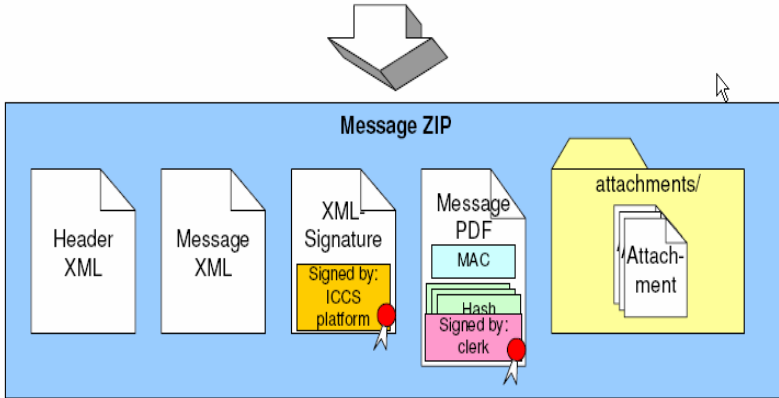 Message ZIP
Header
XML
Message
XML
XML-
Signature
Signed by:
ICCS
platform
Message
PDF
MAC
Hash
Signed by:
clerk
attachments/
Attach-
ment